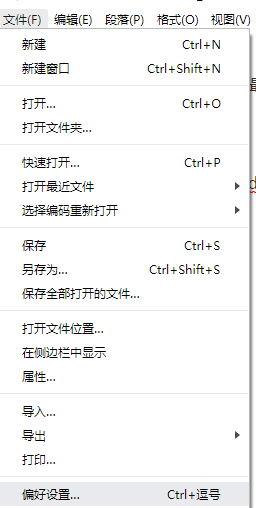 文件(F) 编辑(E) 段落(P) 格式(O) 视图(V)
新建 Ctrl+N
新建窗口 Ctrl+Shift+N
打开... Ctrl+O
打开文件夹...
快速打开... Ctrl+P
打开最近文件
选择编码重新打开
保存 Ctrl+S
另存为... Ctrl+Shift+S
保存全部打开的文件...
打开文件位置...
在侧边栏中显示
属性...
导入...
导出
打印...
偏好设置... Ctrl+逗号